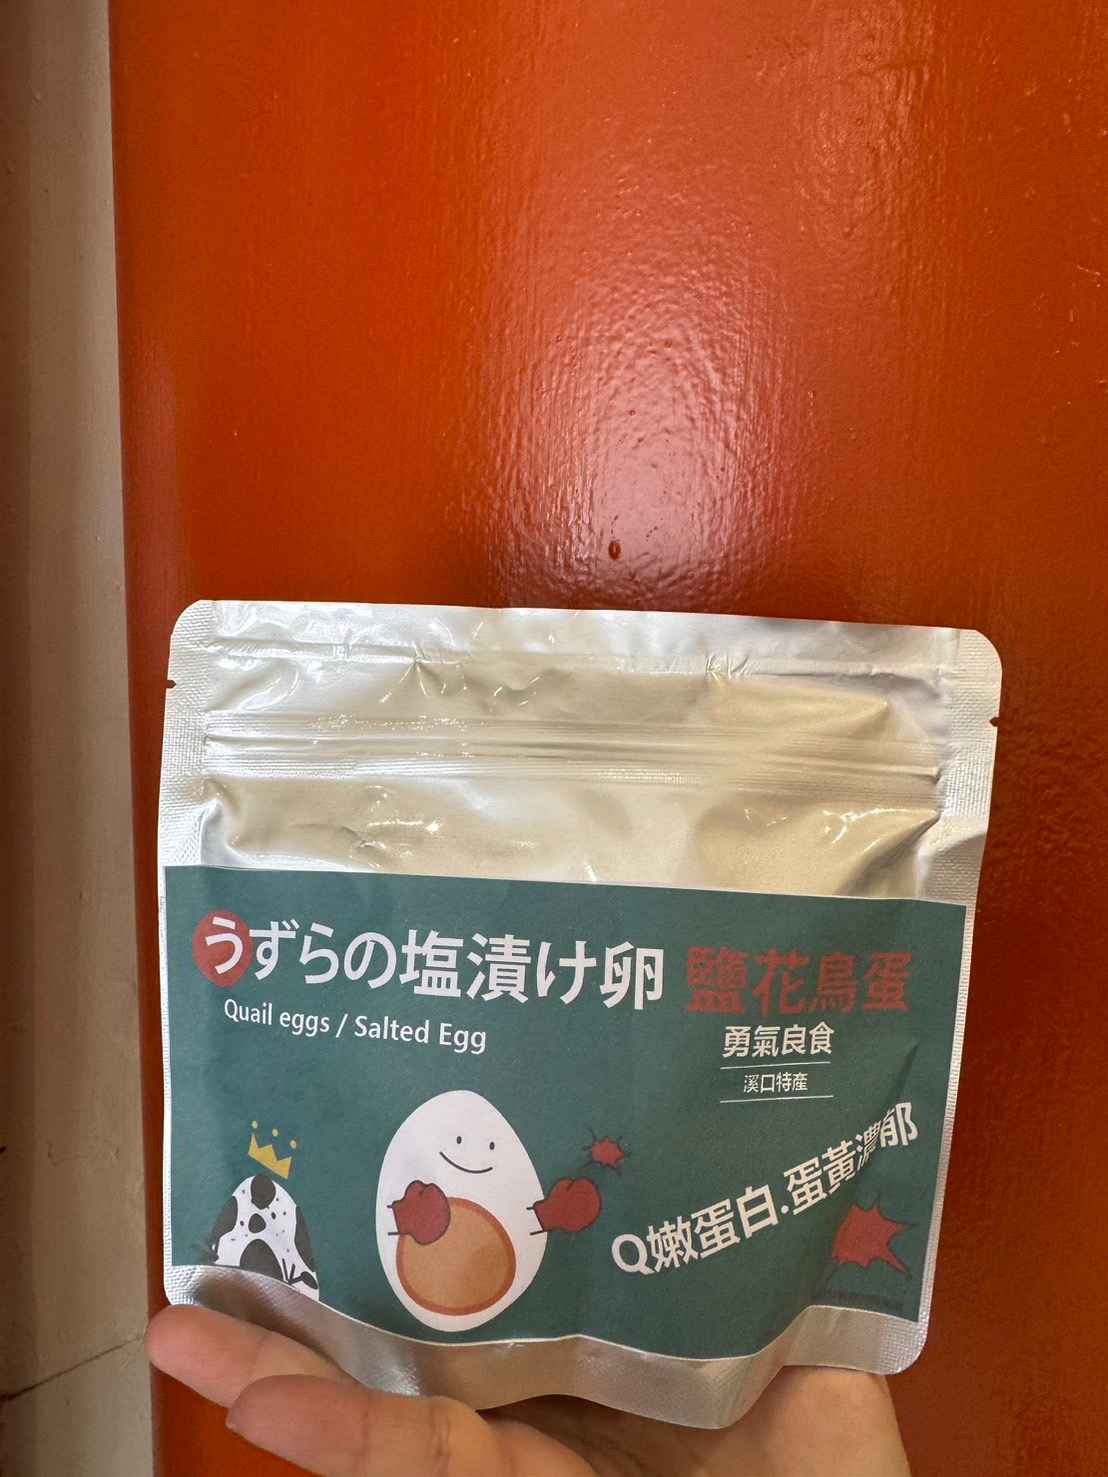 うずらの塩漬け卵 鹽花鳥蛋
Quail eggs / Salted Egg
勇氣良食
溪口特產
Q嫩蛋白.蛋黃濃郁